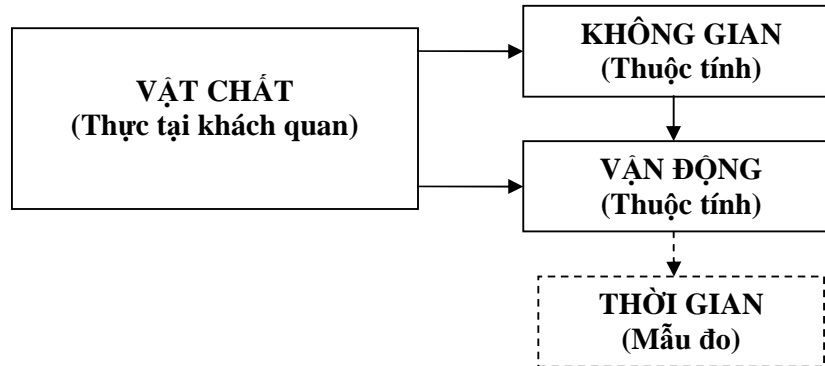 VẬT CHẤT
(Thực tại khách quan)
KHÔNG GIAN
(Thuộc tính)
VẬN ĐỘNG
(Thuộc tính)
THỜI GIAN
(Mẫu đo)